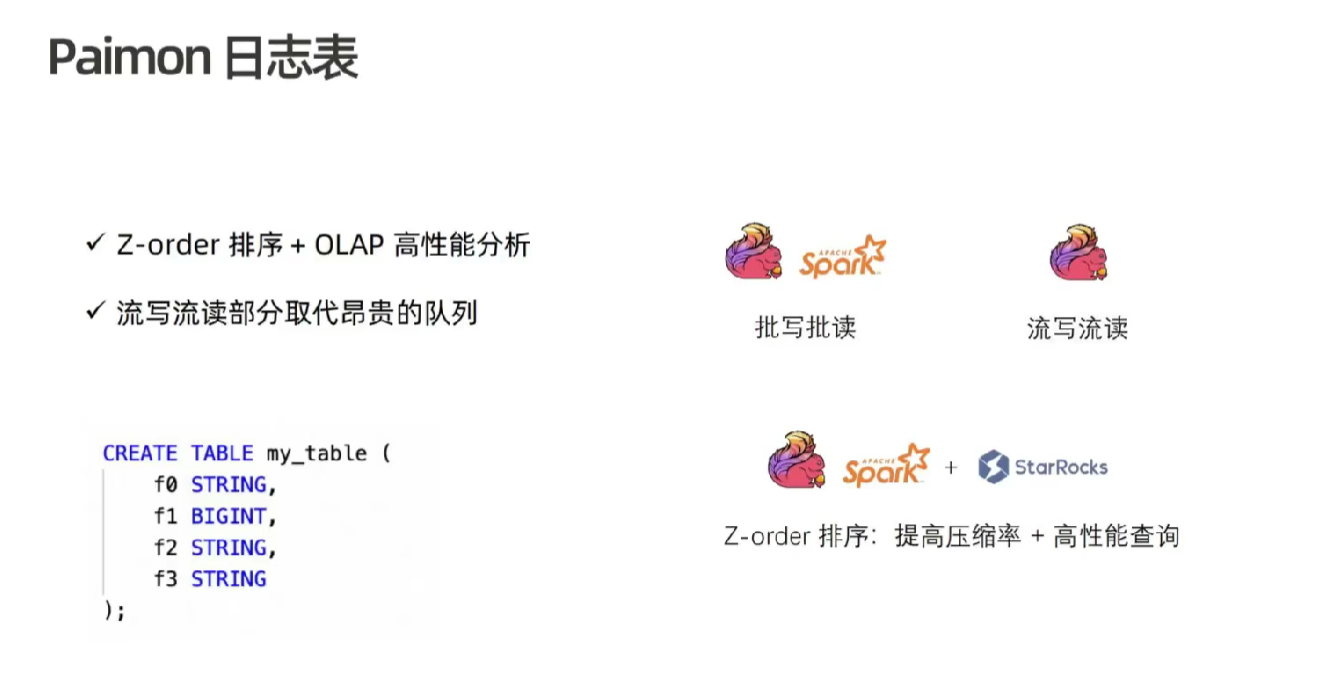 Paimon 日志表
✓ Z-order 排序 + OLAP 高性能分析
✓ 流写流读部分取代昂贵的队列
CREATE TABLE my_table (
    f0 STRING,
    f1 BIGINT,
    f2 STRING,
    f3 STRING
);
APACHE Spark
批写批读
流写流读
APACHE Spark + StarRocks
Z-order 排序：提高压缩率 + 高性能查询